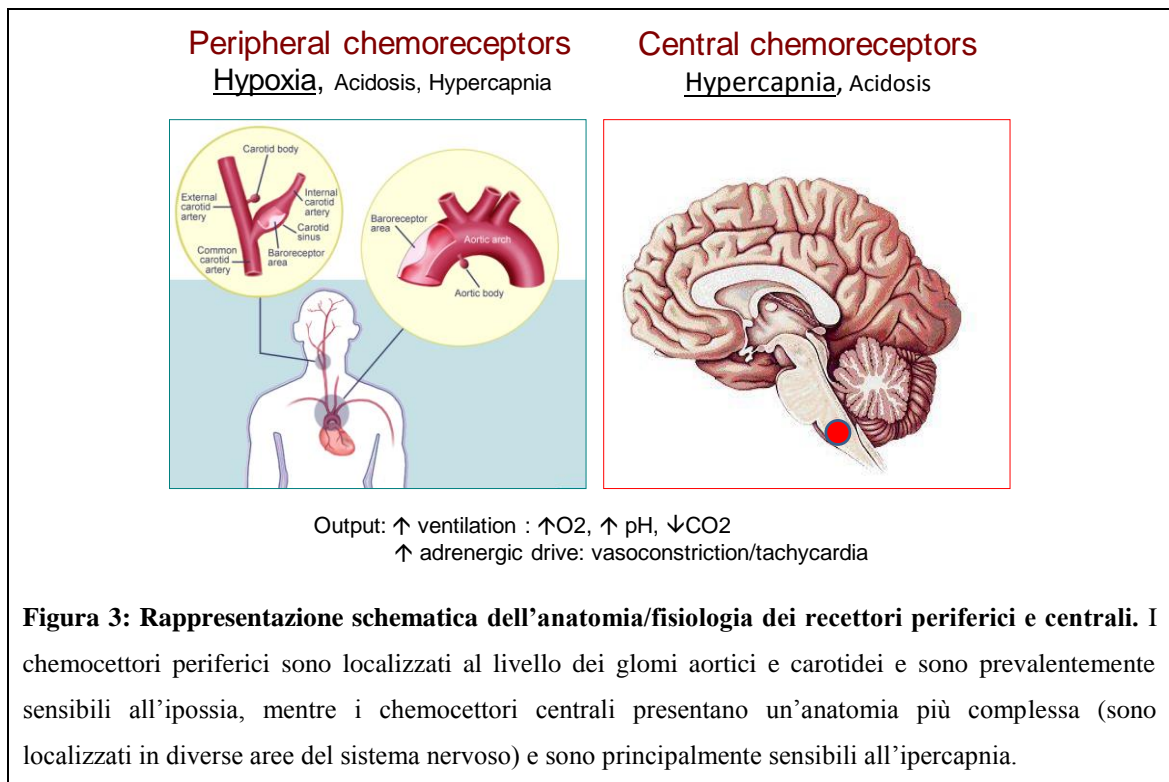 Peripheral chemoreceptors
Hypoxia, Acidosis, Hypercapnia
Central chemoreceptors
Hypercapnia, Acidosis
Carotid body
External
carotid
artery
Internal
carotid
artery
Carotid
sinus
Baroreceptor
area
Common
carotid
artery
Baroreceptor
area
Aortic arch
Aortic body
Output: ↑ ventilation : ↑O2, ↑ pH, ↓CO2
↑ adrenergic drive: vasoconstriction/tachycardia
Figura 3: Rappresentazione schematica dell’anatomia/fisiologia dei recettori periferici e centrali. I
chemocettori periferici sono localizzati al livello dei glomi aortici e carotidei e sono prevalentemente
sensibili all’ipossia, mentre i chemocettori centrali presentano un’anatomia più complessa (sono
localizzati in diverse aree del sistema nervoso) e sono principalmente sensibili all’ipercapnia.